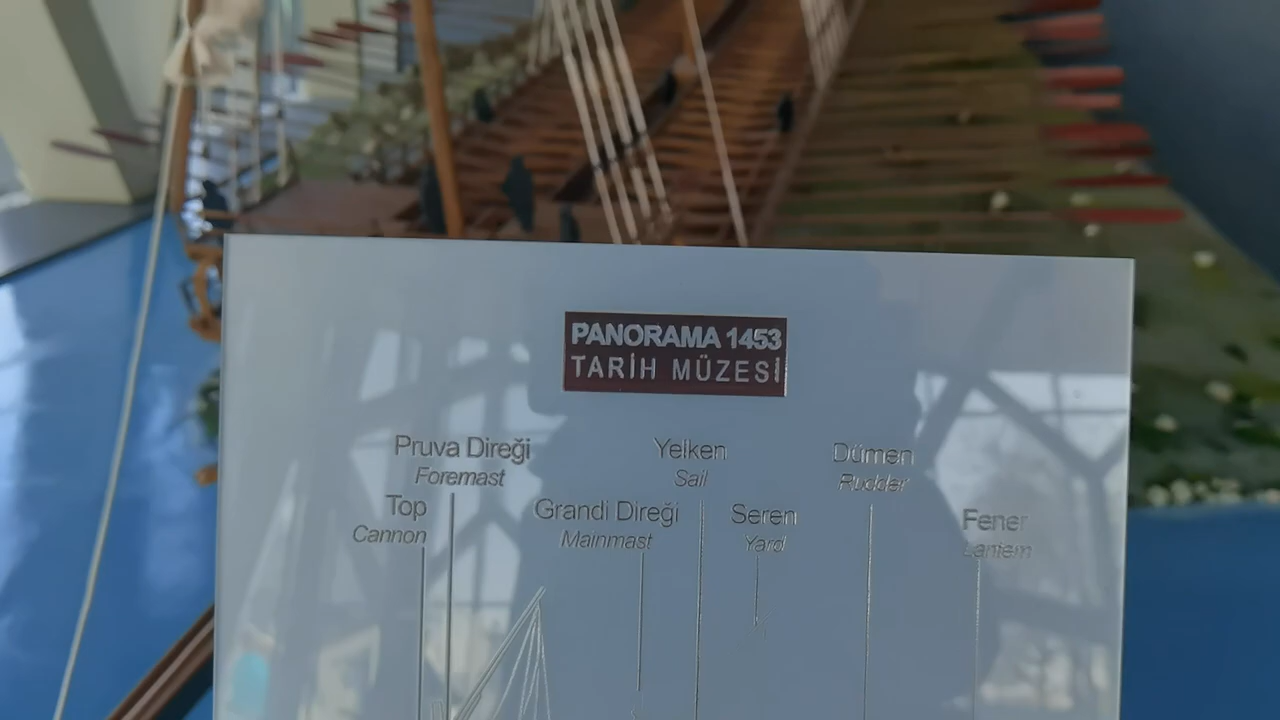 PANORAMA 1453
TARİH MÜZESİ
Pruva Direği
Foremast
Yelken
Sail
Dümen
Rudder
Top
Cannon
Grandi Direği
Mainmast
Seren
Yard
Fener
Lantern